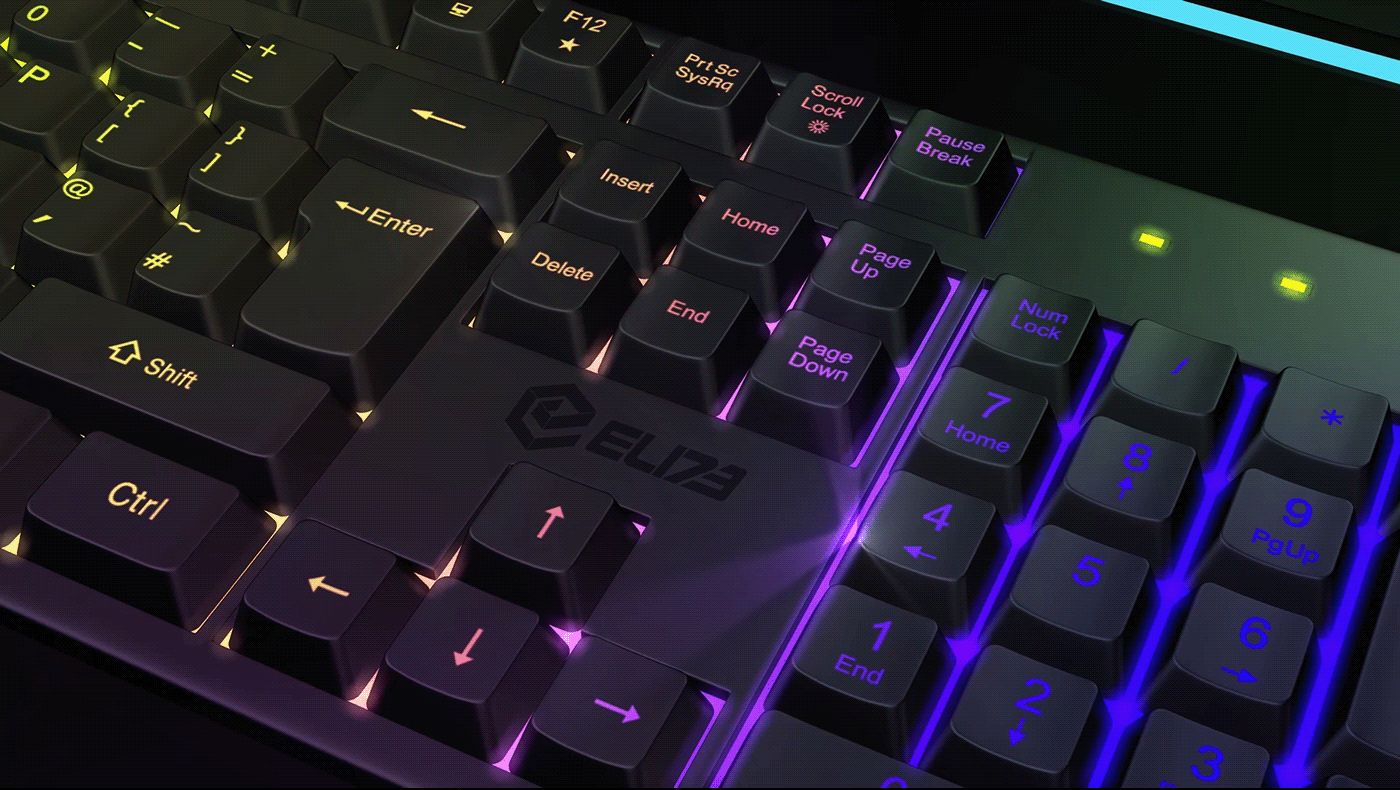 O
—
-
+
=
F12
Prt Sc
SysRq
Scroll
Lock
Pause
Break
P
{
[
}
]
←
Insert
Home
Page
Up
Num
Lock
/
*
@
'
~
#
Enter
Delete
End
Page
Down
7
Home
8
↑
9
PgUp
Shift
ELIZA
4
←
5
6
→
Ctrl
↑
←
↓
→
1
End
2
↓
3